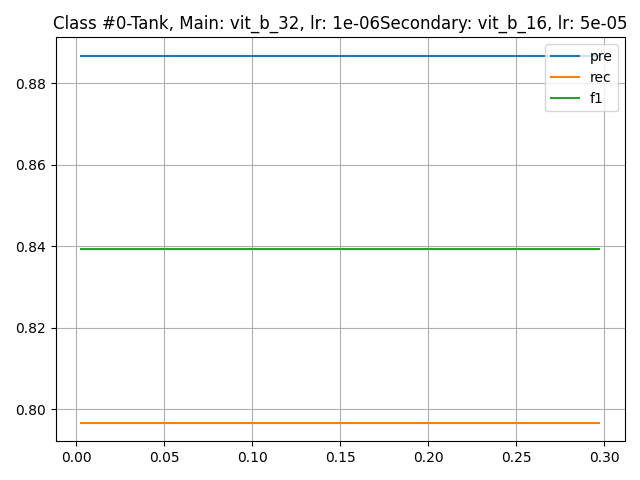 Class #0-Tank, Main: vit_b_32, lr: 1e-06Secondary: vit_b_16, lr: 5e-05
pre
rec
f1
0.88
0.86
0.84
0.82
0.80
0.00 0.05 0.10 0.15 0.20 0.25 0.30